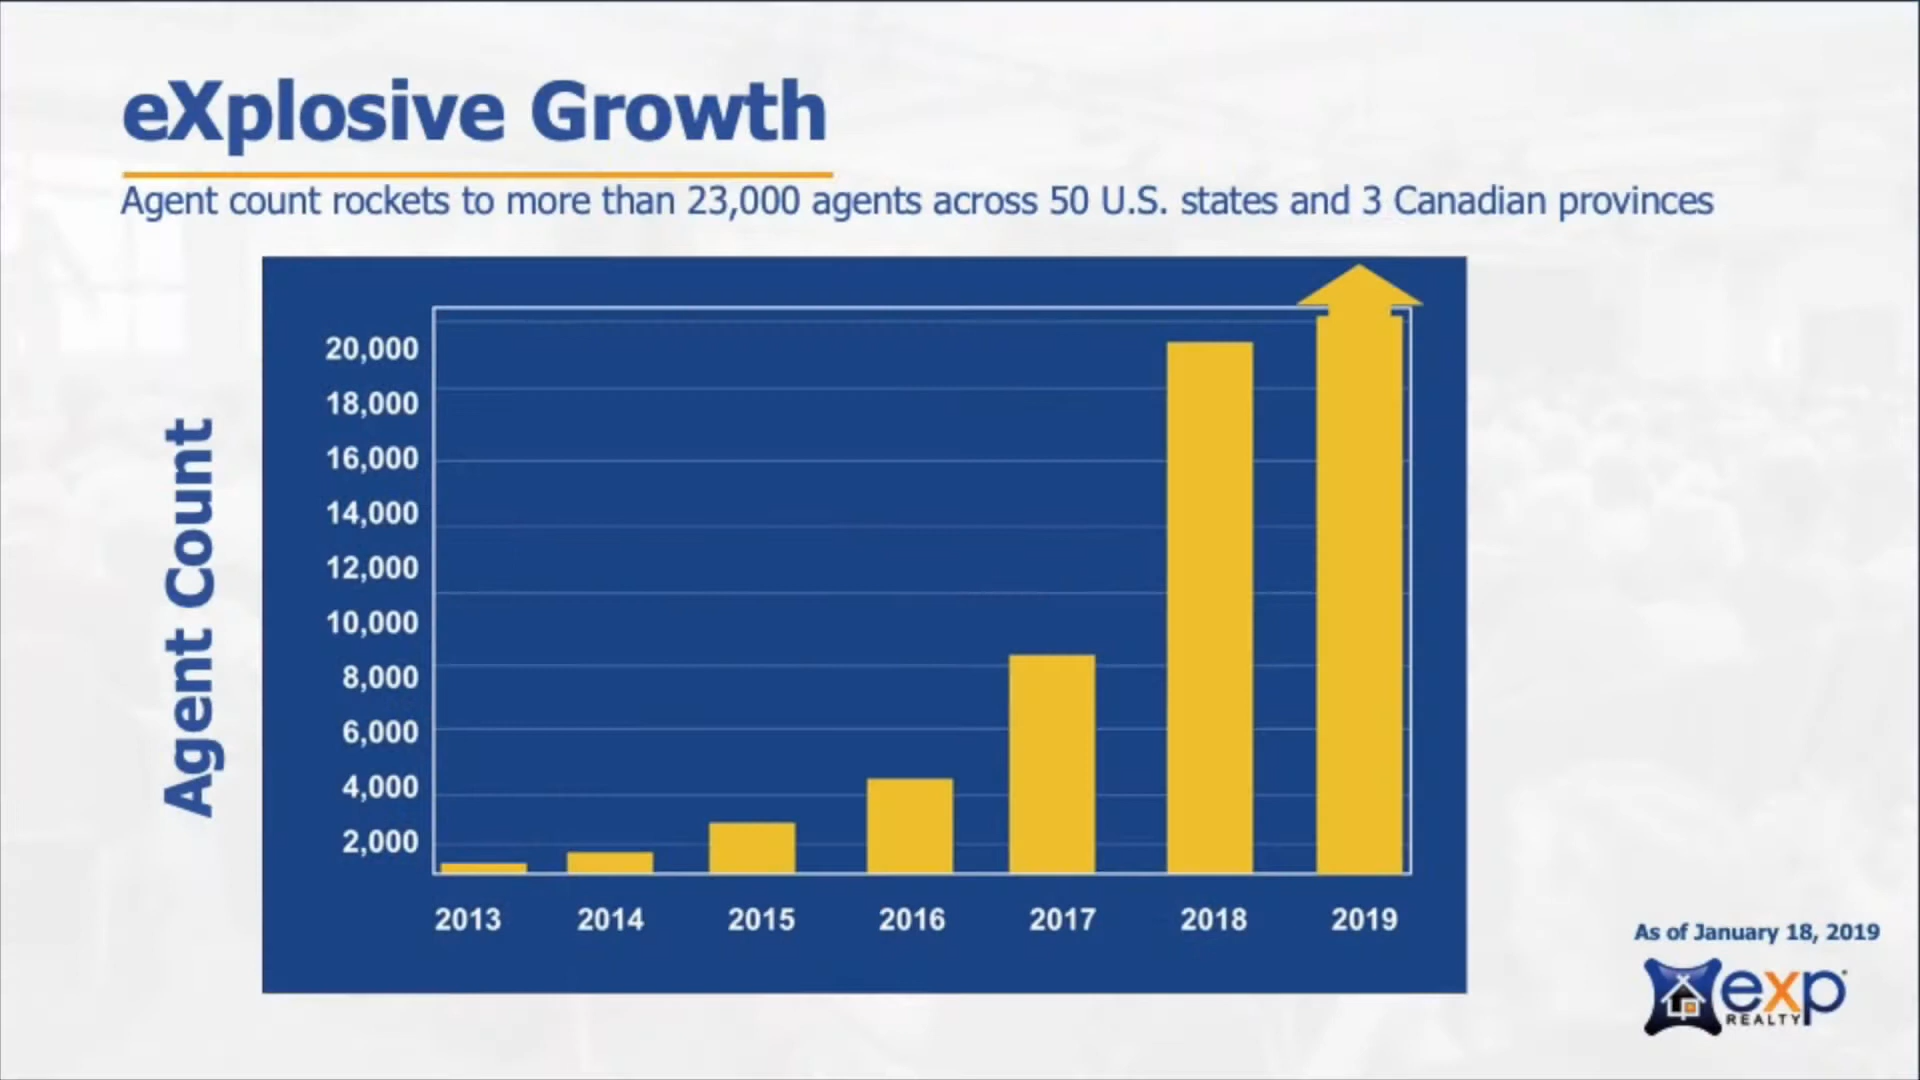 eXplosive Growth
Agent count rockets to more than 23,000 agents across 50 U.S. states and 3 Canadian provinces
Agent Count
20,000
18,000
16,000
14,000
12,000
10,000
8,000
6,000
4,000
2,000
2013 2014 2015 2016 2017 2018 2019
As of January 18, 2019
exp
REALTY